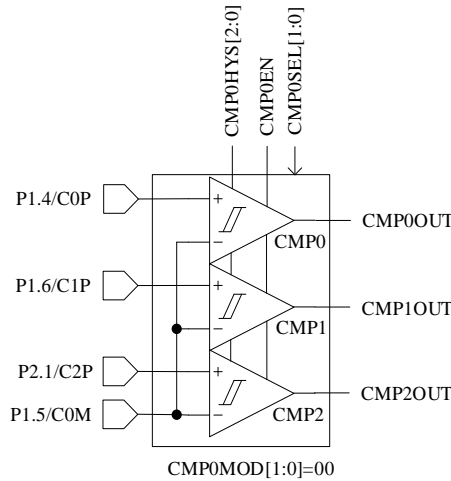 CMP0HYS[2:0]
CMP0EN
CMP0SEL[1:0]
P1.4/C0P
+
−
CMP0
CMP0OUT
P1.6/C1P
+
−
CMP1
CMP1OUT
P2.1/C2P
+
P1.5/C0M
−
CMP2
CMP2OUT
CMP0MOD[1:0]=00